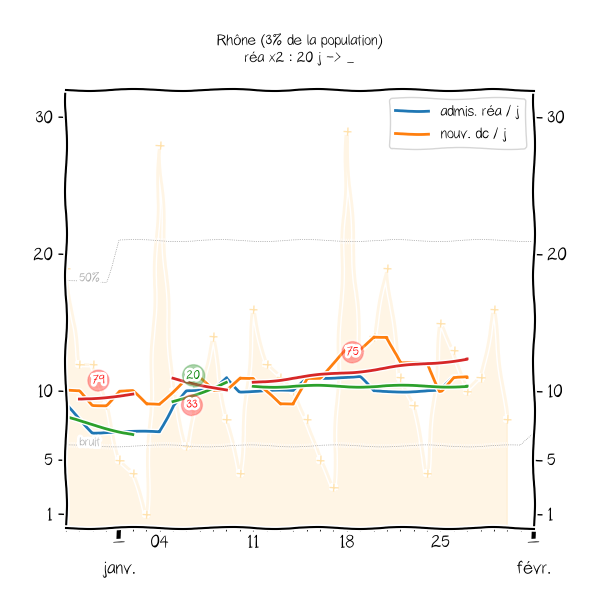 Rhône (3% de la population)
réa x2 : 20 j -> _
admis. réa / j
nouv. dc / j
30
30
20
20
50%
20
75
79
33
10
10
bruit
5
5
1
1
04
11
18
25
janv.
févr.